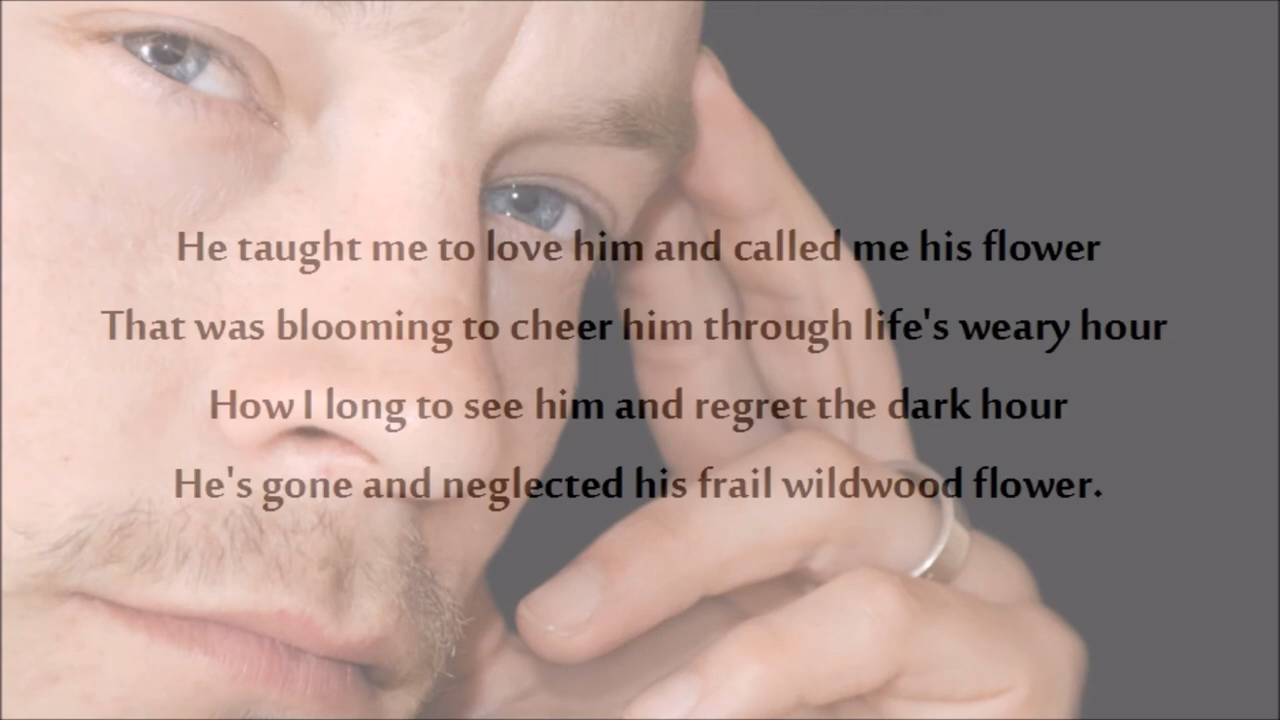 He taught me to love him and called me his flower
That was blooming to cheer him through life's weary hour
How I long to see him and regret the dark hour
He's gone and neglected his frail wildwood flower.